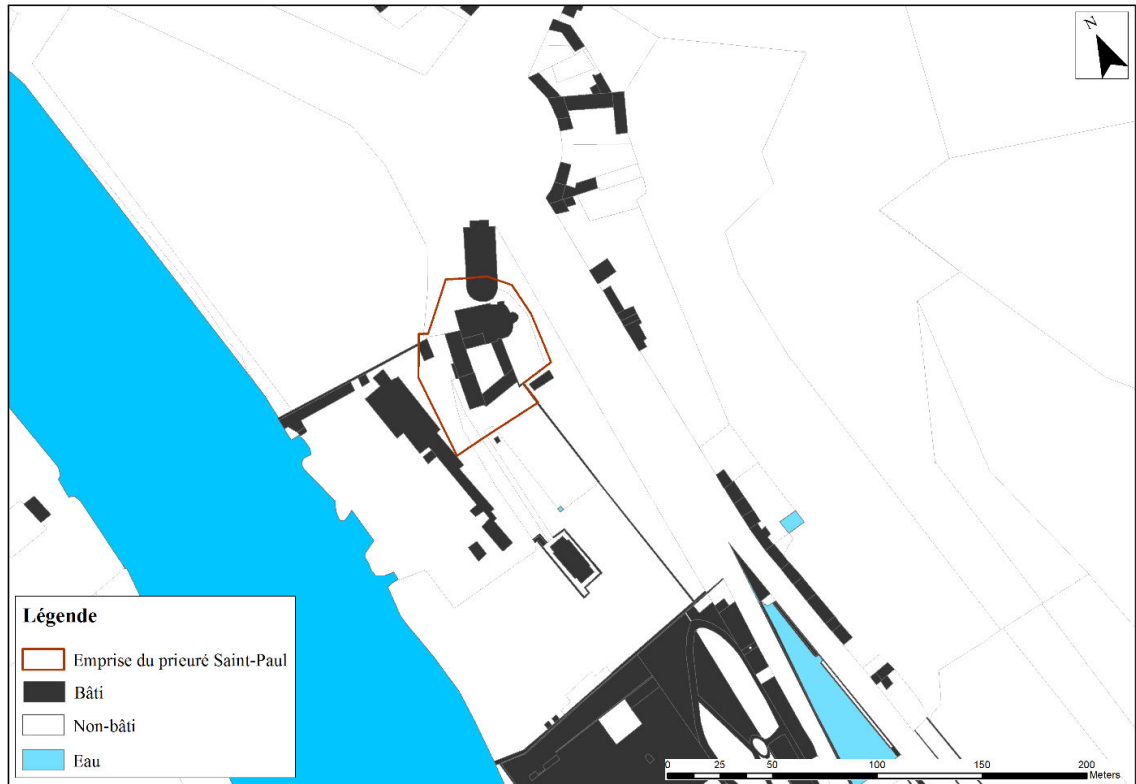 N
Légende
Emprise du prieuré Saint-Paul
Bâti
Non-bâti
Eau
0 25 50 100 150 200
Meters